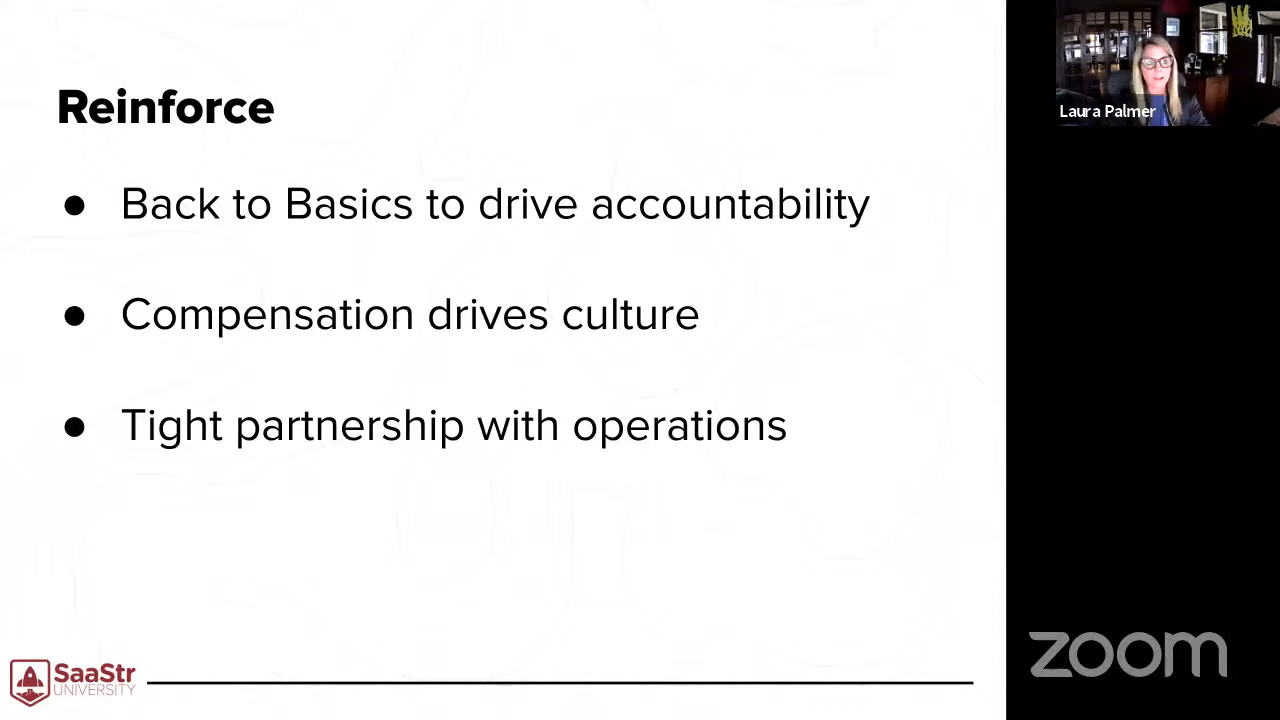 Reinforce
● Back to Basics to drive accountability
● Compensation drives culture
● Tight partnership with operations
SaaStr
UNIVERSITY
Laura Palmer
zoom